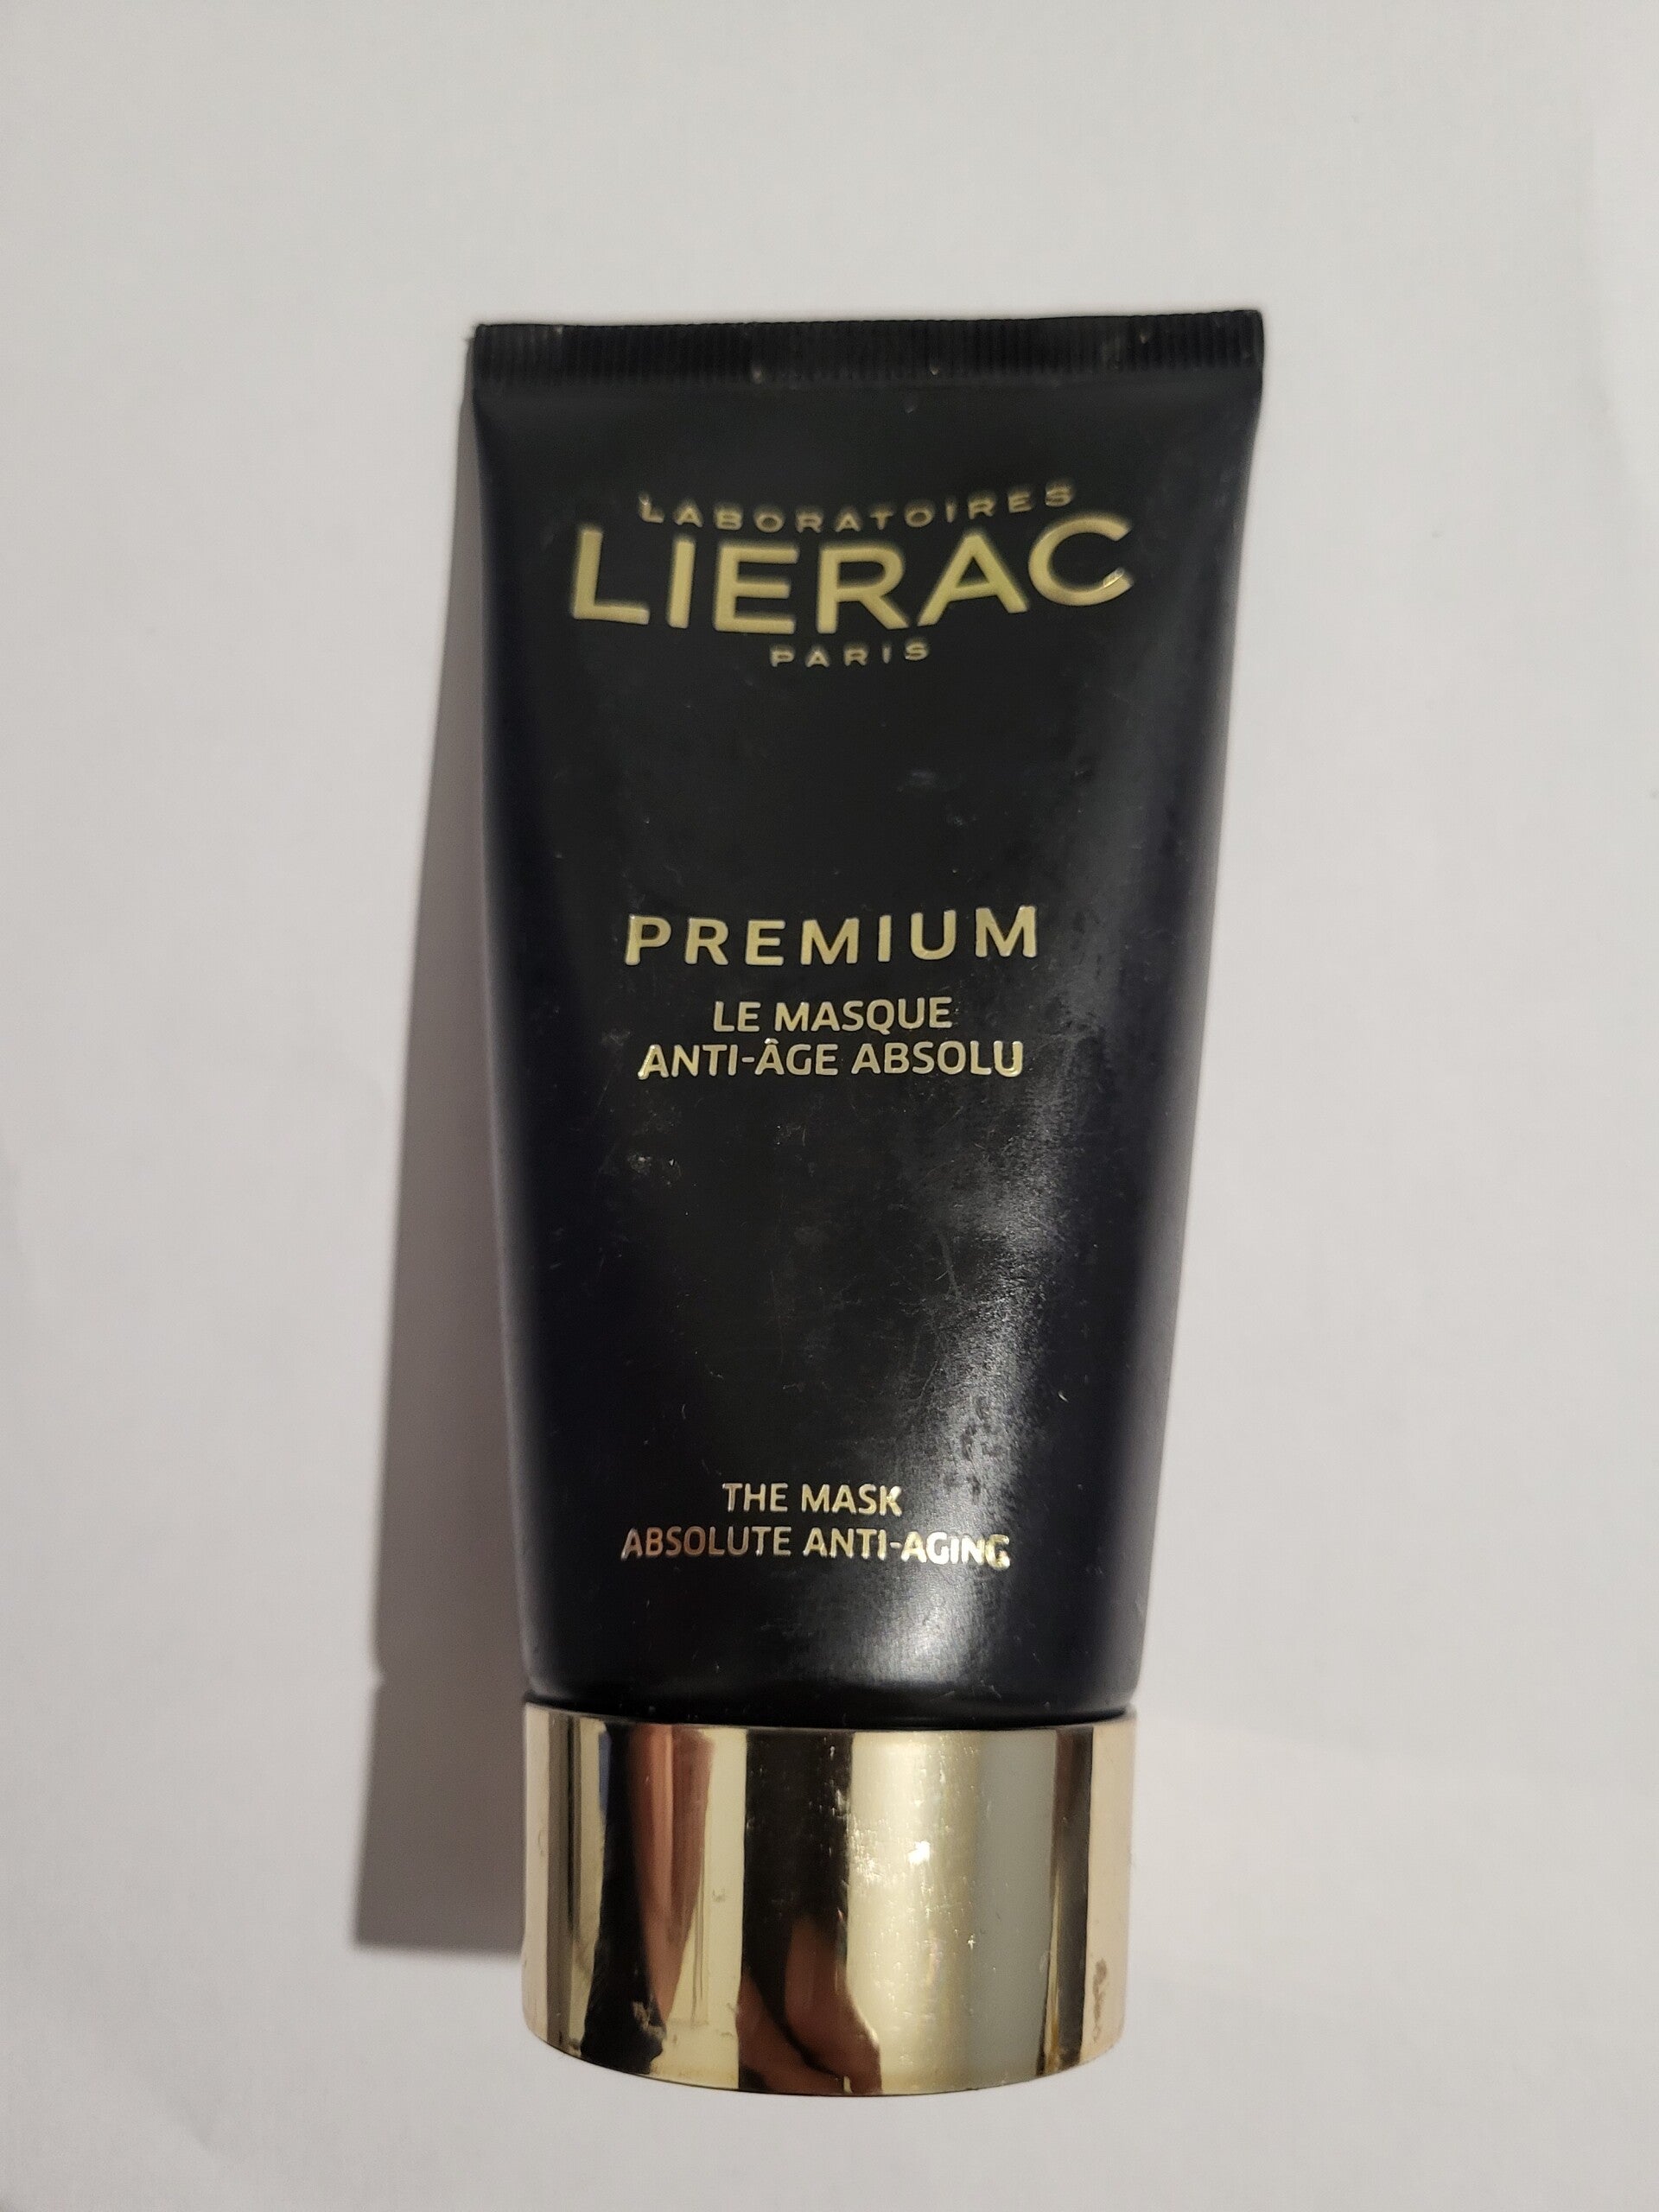 LABORATOIRES
LIERAC
PARIS
PREMIUM
LE MASQUE
ANTI-ÂGE ABSOLU
THE MASK
ABSOLUTE ANTI-AGING